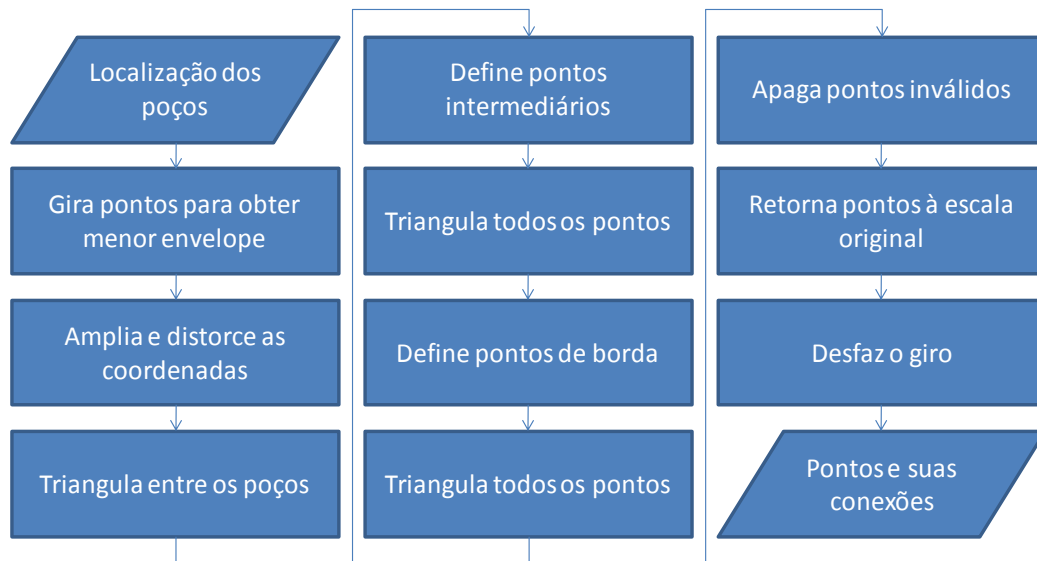 Localização dos
poços
Gira pontos para obter
menor envelope
Amplia e distorce as
coordenadas
Triangula entre os poços
Define pontos
intermediários
Triangula todos os pontos
Define pontos de borda
Triangula todos os pontos
Apaga pontos inválidos
Retorna pontos à escala
original
Desfaz o giro
Pontos e suas
conexões